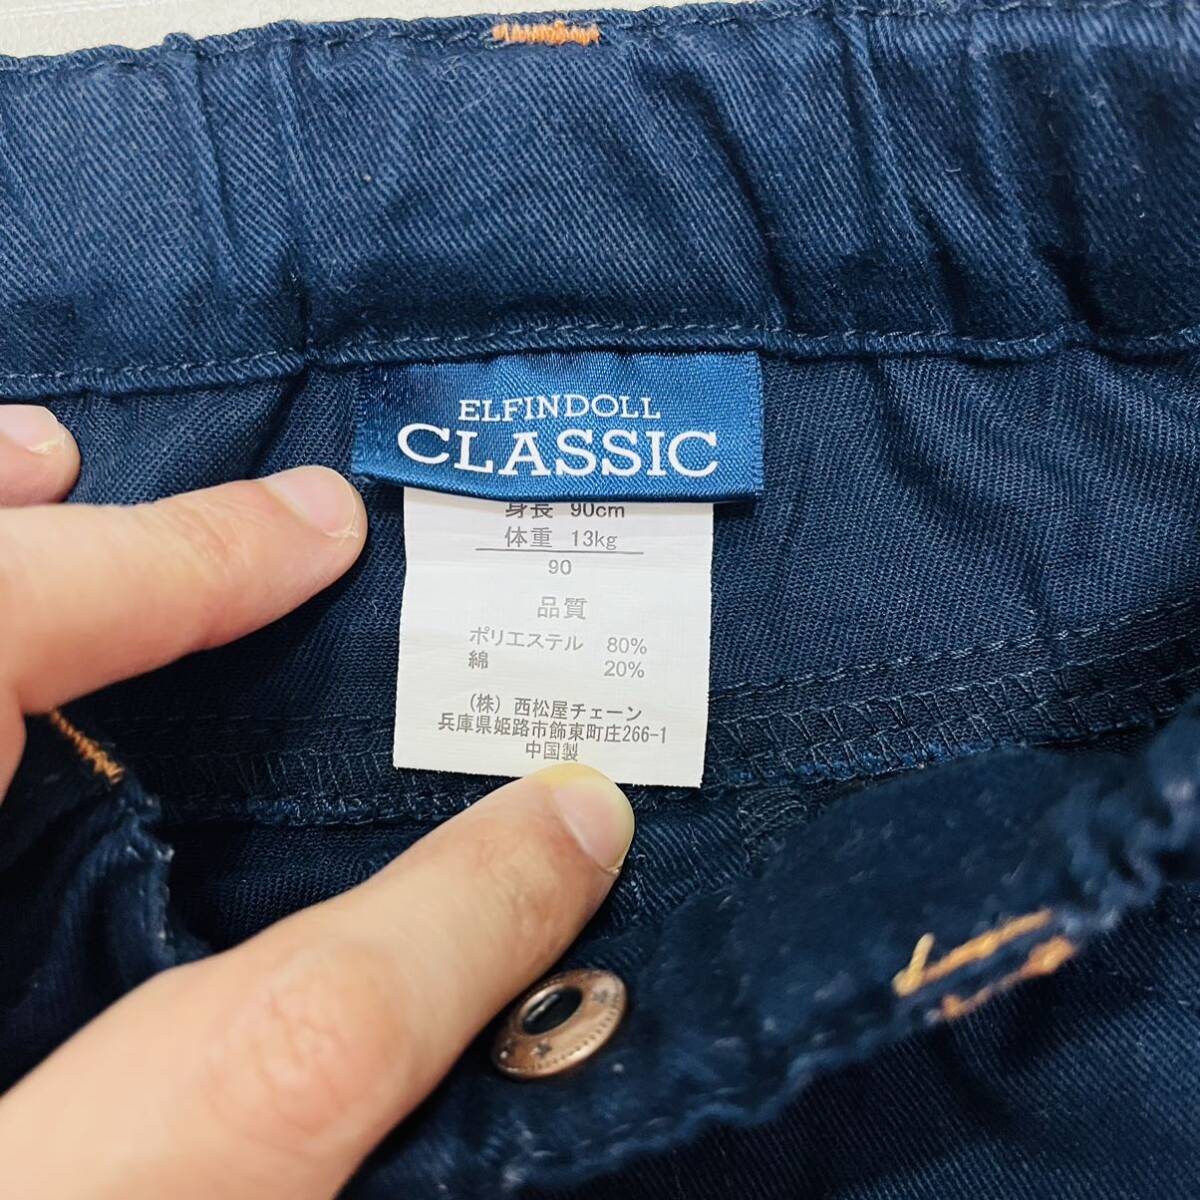 ELFINDOLL
CLASSIC
身長 90cm
体重 13kg
90
品質
ポリエステル 80%
綿 20%
(株) 西松屋チェーン
兵庫県姫路市飾東町庄266-1
中国製